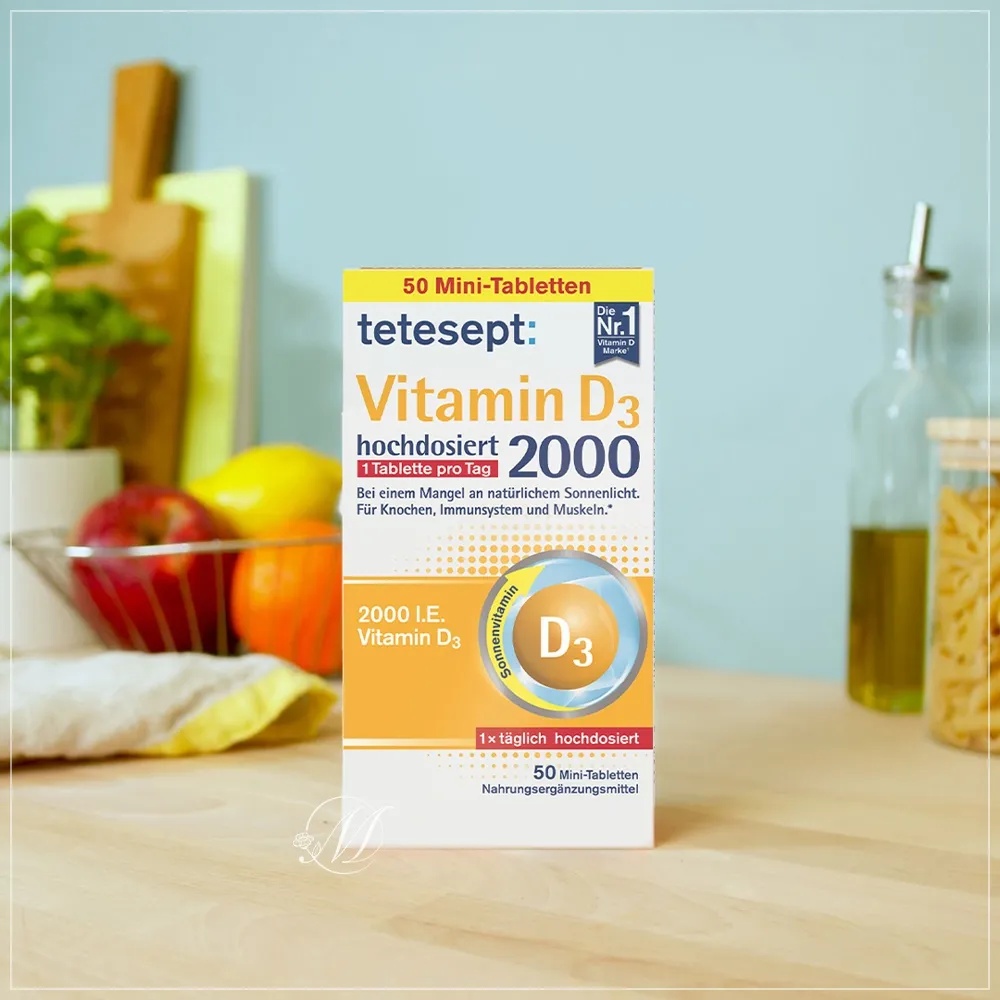 50 Mini-Tabletten
tetesept:
Die
Nr.1
Vitamin D
Marke¹
Vitamin D3
hochdosiert 2000
1 Tablette pro Tag
Bei einem Mangel an natürlichem Sonnenlicht.
Für Knochen, Immunsystem und Muskeln.*
2000 I.E.
Vitamin D3
Sonnenvitamin
D3
1x täglich hochdosiert
50 Mini-Tabletten
Nahrungsergänzungsmittel
M